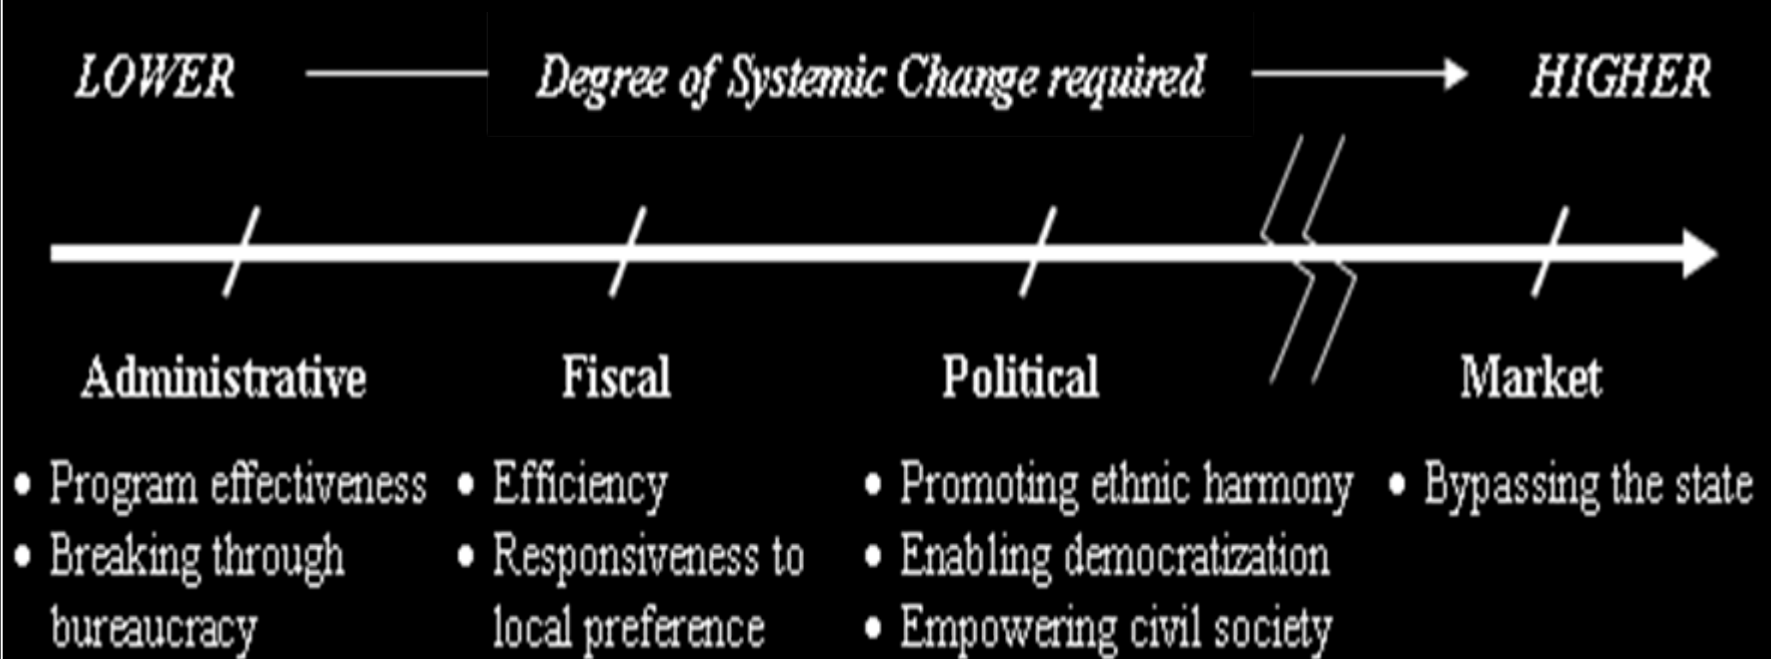 LOWER Degree of Systemic Change required HIGHER
Administrative
• Program effectiveness
• Breaking through
bureaucracy
Fiscal
• Efficiency
• Responsiveness to
local preference
Political
• Promoting ethnic harmony
• Enabling democratization
• Empowering civil society
Market
• Bypassing the state